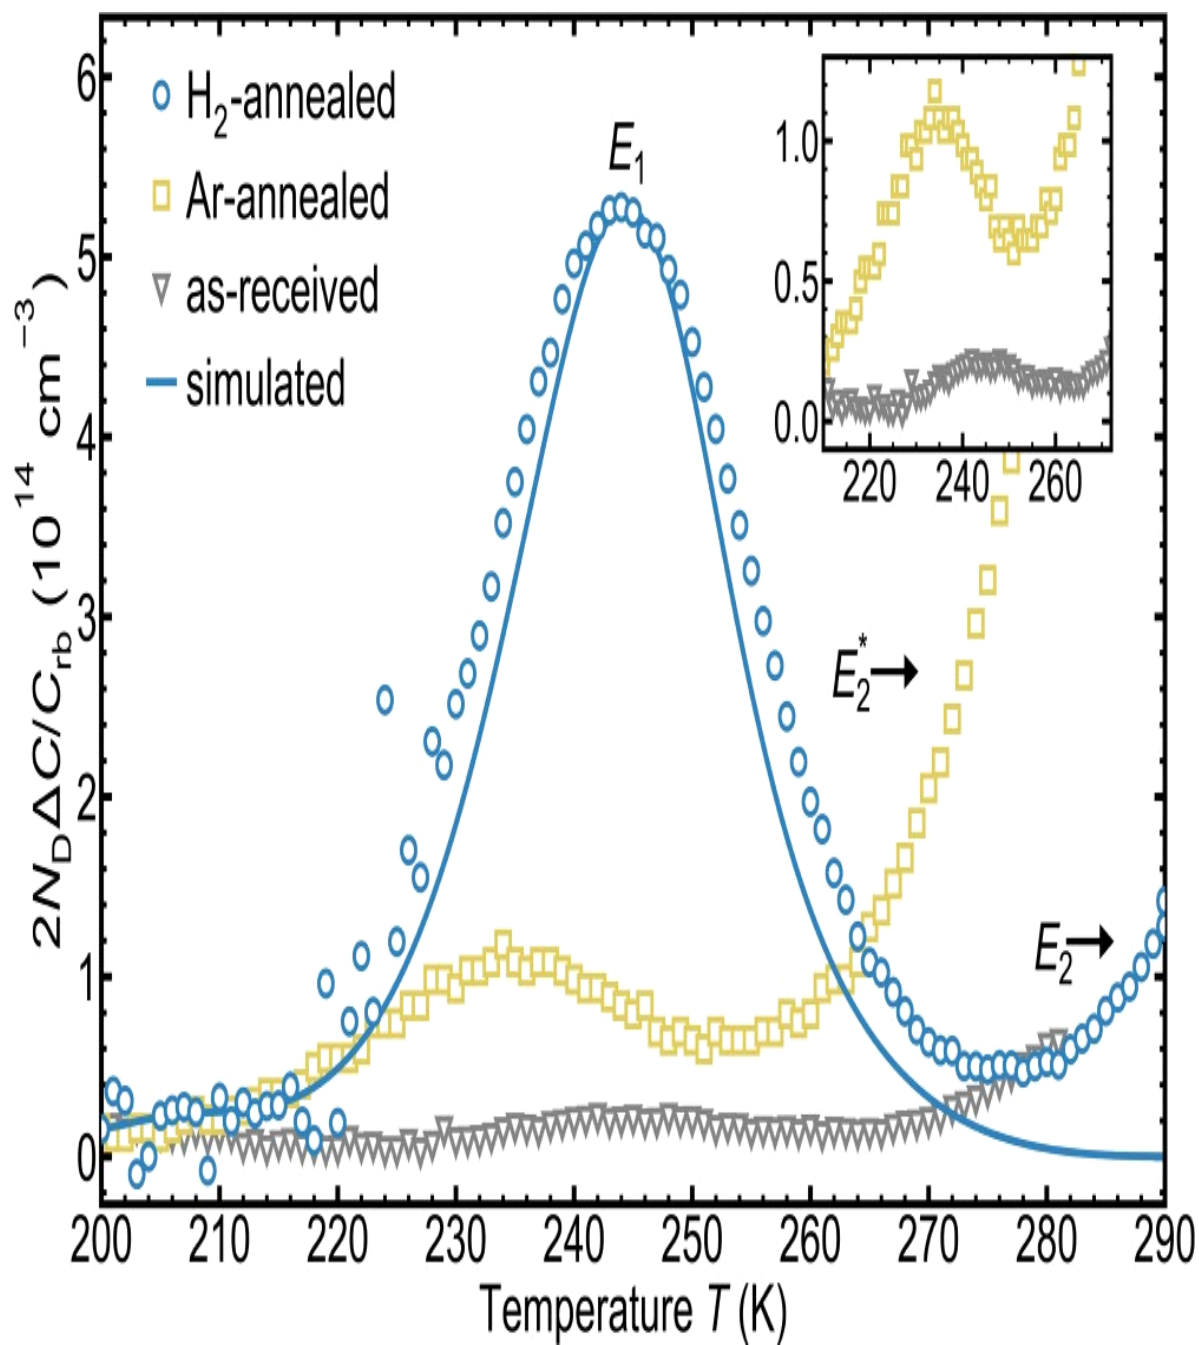 H2-annealed
Ar-annealed
as-received
simulated
E1
E2*
E2
6
5
4
3
2
1
0
200 210 220 230 240 250 260 270 280 290
Temperature T (K)
2NDΔC/Crb (10^14 cm^−3)
1.0
0.5
0.0
220 240 260